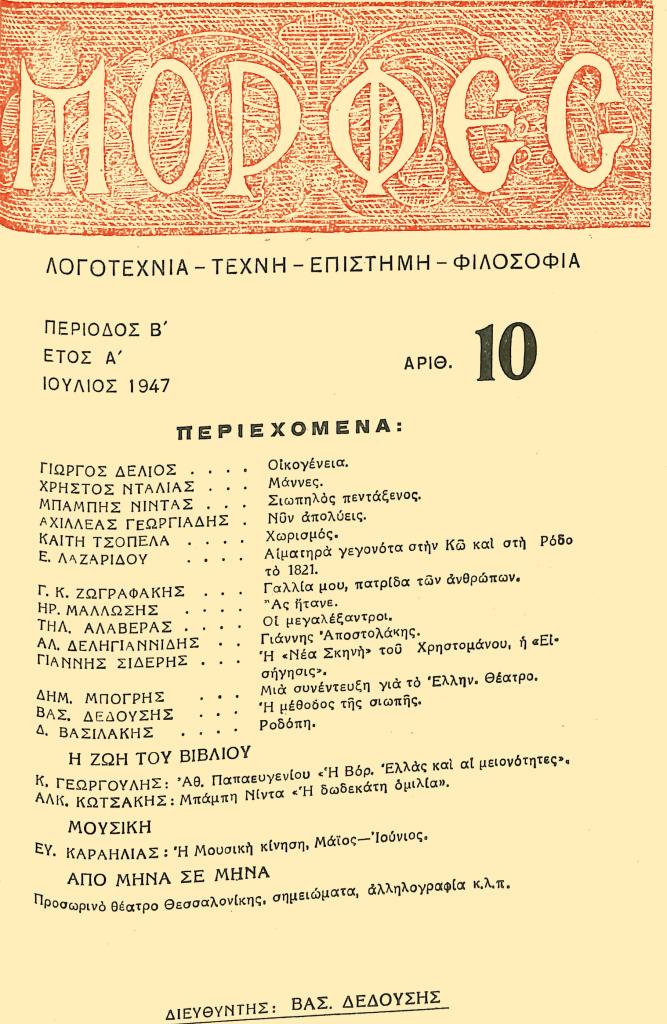 ΜΟΡΦΕΣ
ΛΟΓΟΤΕΧΝΙΑ – ΤΕΧΝΗ – ΕΠΙΣΤΗΜΗ – ΦΙΛΟΣΟΦΙΑ
ΠΕΡΙΟΔΟΣ Β΄
ΕΤΟΣ Α΄
ΙΟΥΛΙΟΣ 1947
ΑΡΙΘ. 10
ΠΕΡΙΕΧΟΜΕΝΑ:
ΓΙΩΡΓΟΣ ΔΕΛΙΟΣ . . . . Οἰκογένεια.
ΧΡΗΣΤΟΣ ΝΤΑΛΙΑΣ . . . Μάννες.
ΜΠΑΜΠΗΣ ΝΙΝΤΑΣ . . . Σιωπηλὸς πεντάξενος.
ΑΧΙΛΛΕΑΣ ΓΕΩΡΓΙΑΔΗΣ . Νῦν ἀπολύεις.
ΚΑΙΤΗ ΤΣΟΠΕΛΑ . . . . Χωρισμός.
Ε. ΛΑΖΑΡΙΔΟΥ . . . . Αἱματηρὰ γεγονότα στὴν Κῶ καὶ στὴ Ρόδο
τὸ 1821.
Γ. Κ. ΖΩΓΡΑΦΑΚΗΣ . . . Γαλλία μου, πατρίδα τῶν ἀνθρώπων.
ΗΡ. ΜΑΛΛΩΣΗΣ . . . . Ἂς ἤτανε.
ΤΗΛ. ΑΛΑΒΕΡΑΣ . . . . Οἱ μεγαλέξαντροι.
ΑΛ. ΔΕΛΗΓΙΑΝΝΙΔΗΣ . . Γιάννης Ἀποστολάκης.
ΓΙΑΝΝΗΣ ΣΙΔΕΡΗΣ . . . Ἡ «Νέα Σκηνὴ» τοῦ Χρηστομάνου, ἡ «Εἰ-
σήγησις».
ΔΗΜ. ΜΠΟΓΡΗΣ . . . Μιὰ συνέντευξη γιὰ τὸ Ἑλλην. Θέατρο.
ΒΑΣ. ΔΕΔΟΥΣΗΣ . . . Ἡ μέθοδος τῆς σιωπῆς.
Δ. ΒΑΣΙΛΑΚΗΣ . . . . Ροδόπη.
Η ΖΩΗ ΤΟΥ ΒΙΒΛΙΟΥ
Κ. ΓΕΩΡΓΟΥΛΗΣ: Ἀθ. Παπαευγενίου «Ἡ Βόρ. Ἑλλὰς καὶ αἱ μειονότητες».
ΑΛΚ. ΚΩΤΣΑΚΗΣ: Μπάμπη Νίντα «Ἡ δωδεκάτη ὁμιλία».
ΜΟΥΣΙΚΗ
ΕΥ. ΚΑΡΑΗΛΙΑΣ: Ἡ Μουσικὴ κίνηση, Μάϊος—Ἰούνιος.
ΑΠΟ ΜΗΝΑ ΣΕ ΜΗΝΑ
Προσωρινὸ θέατρο Θεσσαλονίκης, σημειώματα, ἀλληλογραφία κ.λ.π.
ΔΙΕΥΘΥΝΤΗΣ: ΒΑΣ. ΔΕΔΟΥΣΗΣ